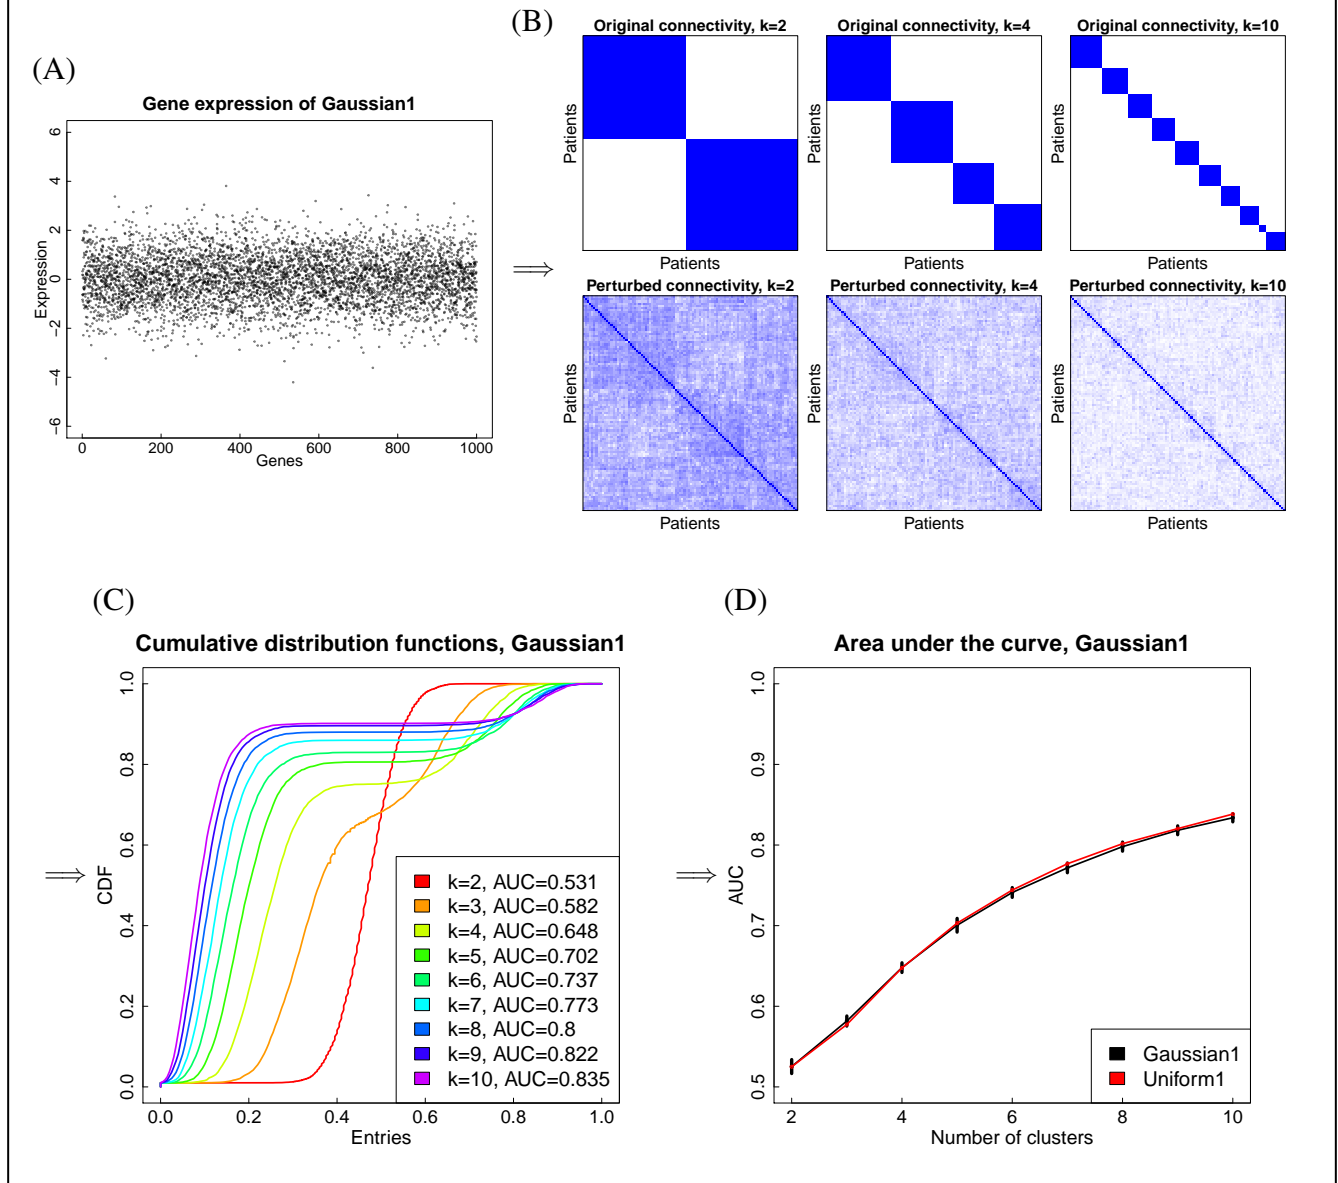 (A)
Gene expression of Gaussian1
6
4
2
0
−2
−4
−6
Expression
0 200 400 600 800 1000
Genes
⇒
(B)
Original connectivity, k=2
Original connectivity, k=4
Original connectivity, k=10
Patients
Patients
Patients
Patients
Patients
Patients
Perturbed connectivity, k=2
Perturbed connectivity, k=4
Perturbed connectivity, k=10
Patients
Patients
Patients
Patients
Patients
Patients
(C)
Cumulative distribution functions, Gaussian1
⇒
CDF
1.0
0.8
0.6
0.4
0.2
0.0
k=2, AUC=0.531
k=3, AUC=0.582
k=4, AUC=0.648
k=5, AUC=0.702
k=6, AUC=0.737
k=7, AUC=0.773
k=8, AUC=0.8
k=9, AUC=0.822
k=10, AUC=0.835
0.0 0.2 0.4 0.6 0.8 1.0
Entries
(D)
Area under the curve, Gaussian1
⇒
AUC
1.0
0.9
0.8
0.7
0.6
0.5
Gaussian1
Uniform1
2 4 6 8 10
Number of clusters